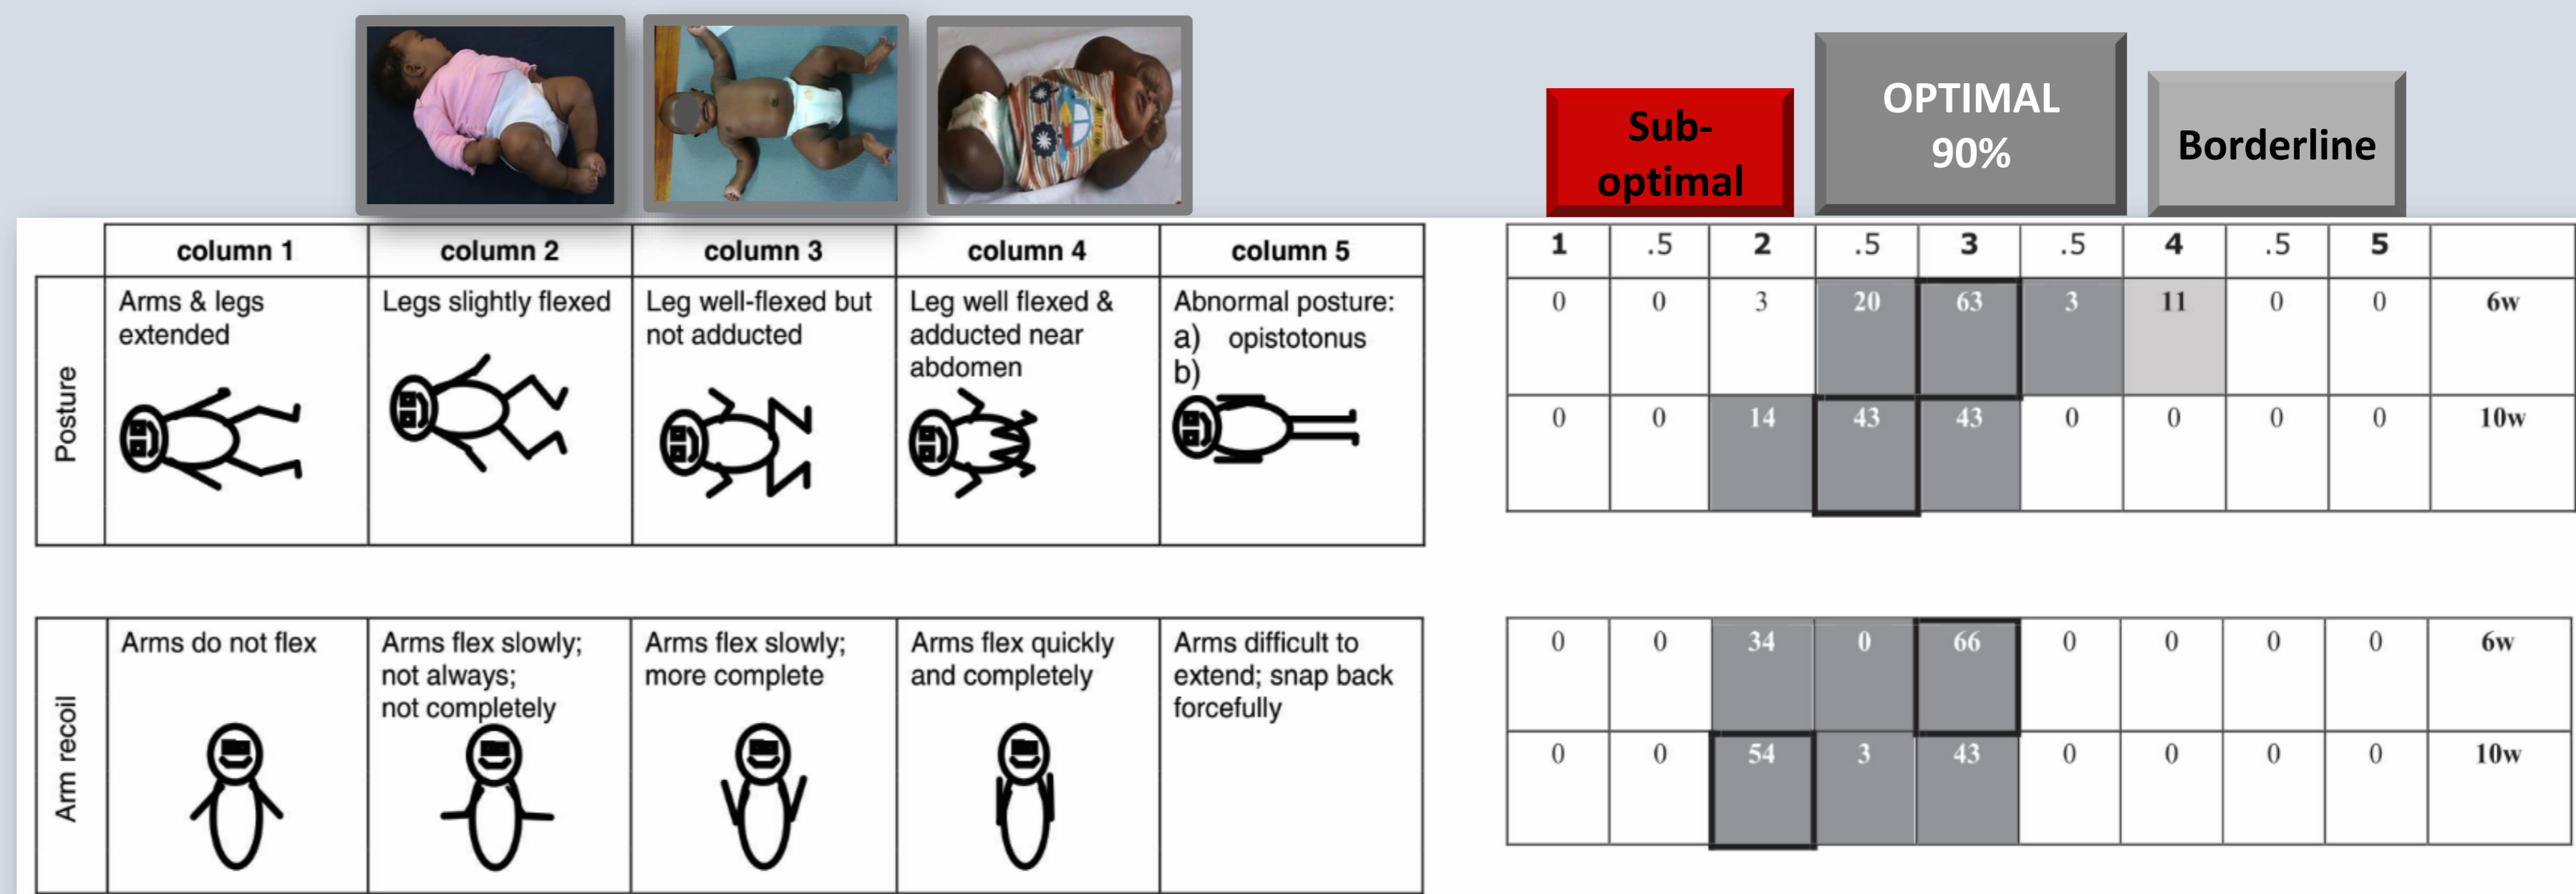 Sub-
optimal
OPTIMAL
90%
Borderline
column 1 column 2 column 3 column 4 column 5
Posture
Arms & legs
extended
Legs slightly flexed
Leg well-flexed but
not adducted
Leg well flexed &
adducted near
abdomen
Abnormal posture:
a) opistotonus
b)
Arm recoil
Arms do not flex
Arms flex slowly;
not always;
not completely
Arms flex slowly;
more complete
Arms flex quickly
and completely
Arms difficult to
extend; snap back
forcefully
1 .5 2 .5 3 .5 4 .5 5
0 0 3 20 63 3 11 0 0 6w
0 0 14 43 43 0 0 0 0 10w
0 0 34 0 66 0 0 0 0 6w
0 0 54 3 43 0 0 0 0 10w